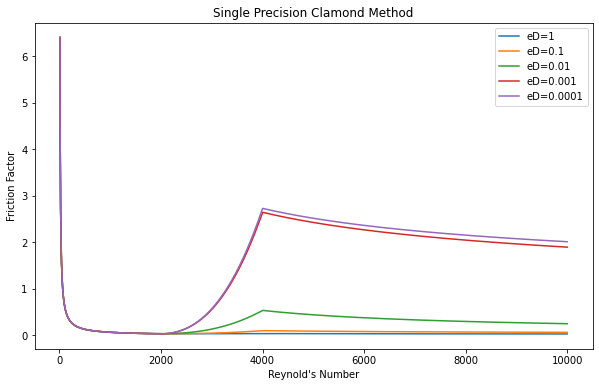 Single Precision Clamond Method
eD=1
eD=0.1
eD=0.01
eD=0.001
eD=0.0001
Friction Factor
6
5
4
3
2
1
0
0 2000 4000 6000 8000 10000
Reynold's Number